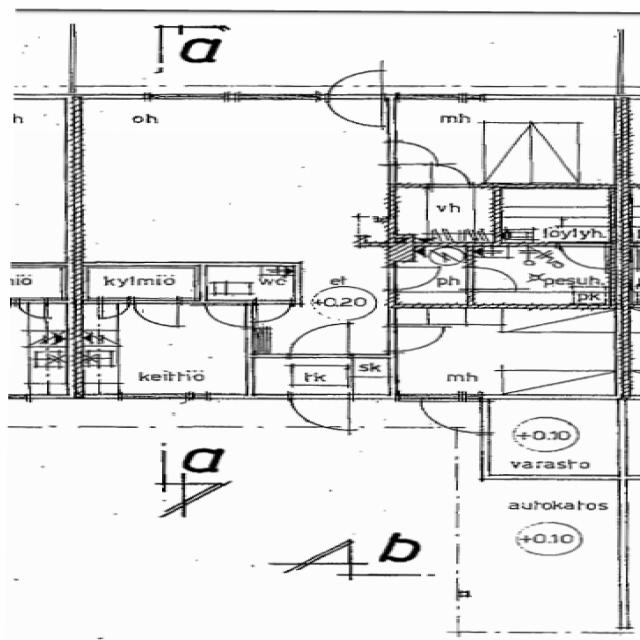 a
h
oh
mh
vh
löylyh.
iö
kylmiö
wc
et
ph
pesuh.
+0.20
pk
keittiö
tk
sk
mh
+0.10
a
varasto
autokatos
+0.10
b